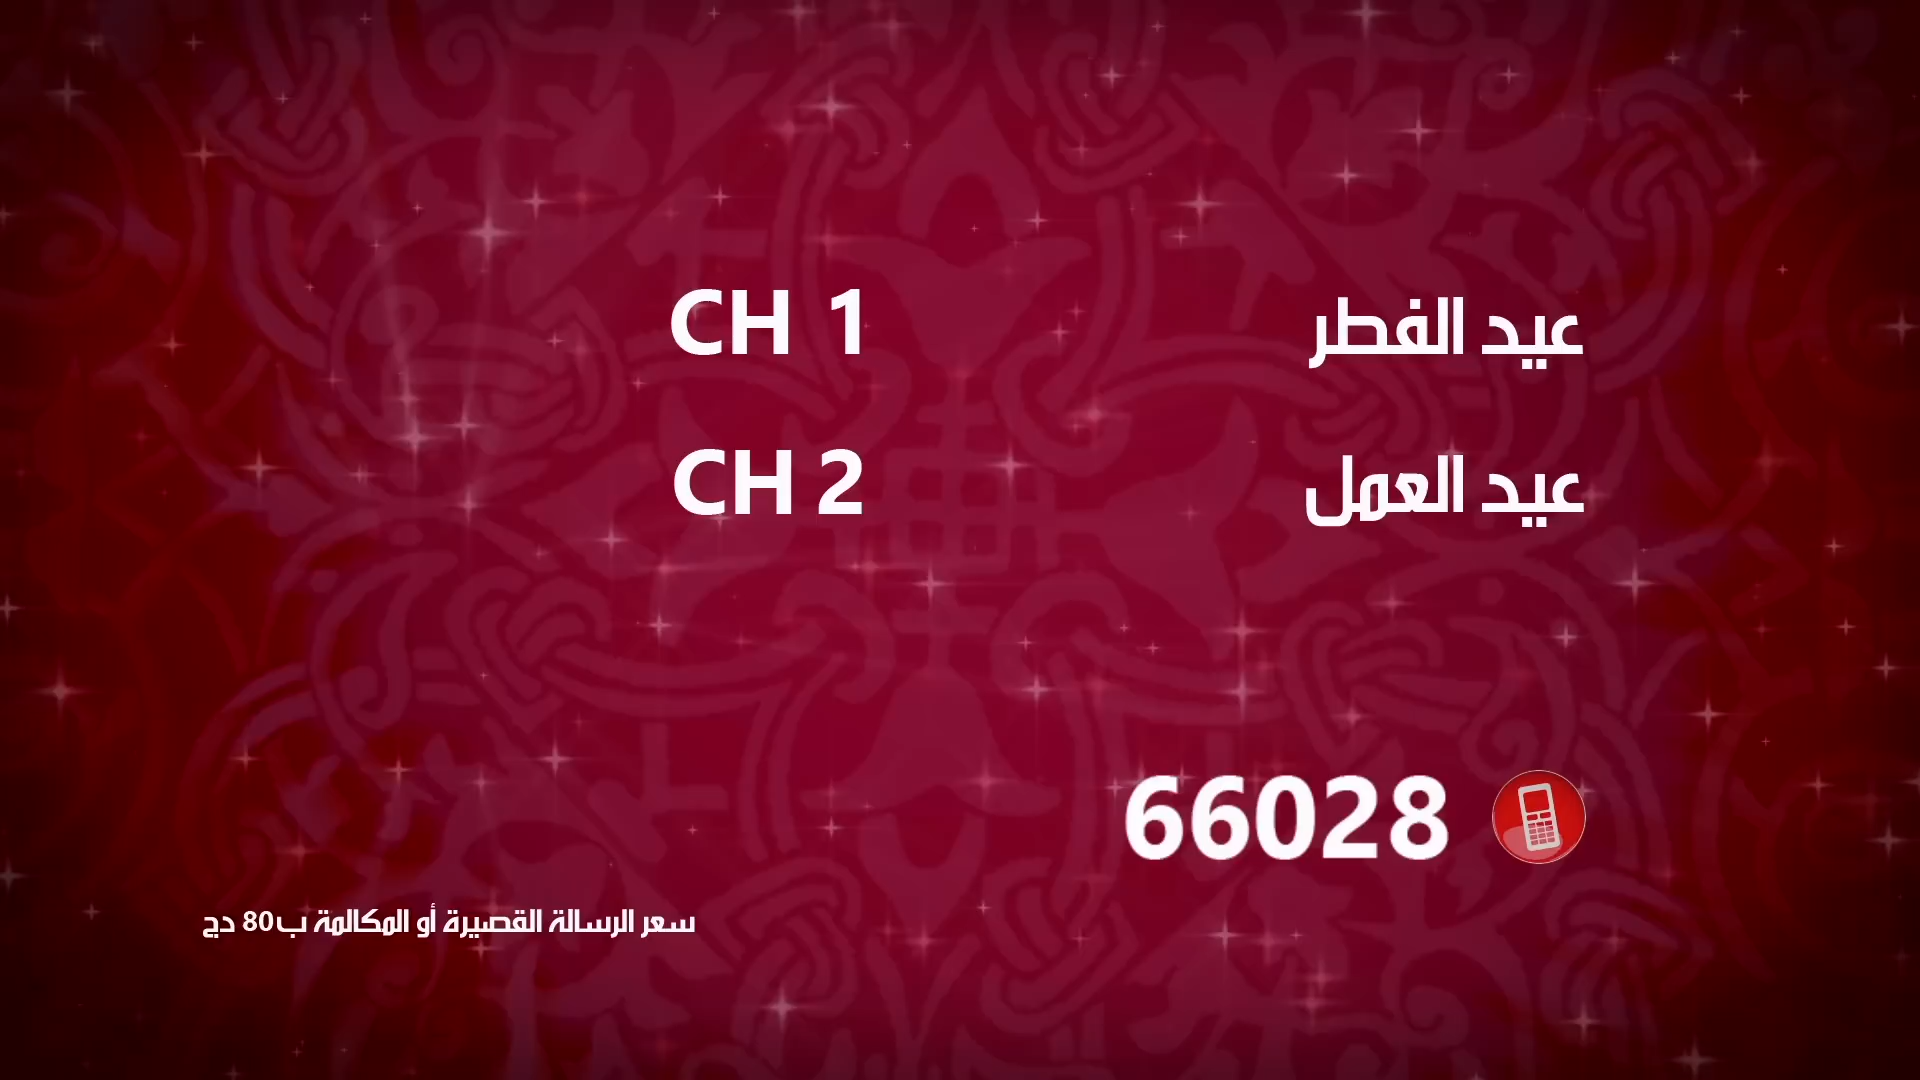 عيد الفطر CH 1
عيد العمل CH 2
66028
سعر الرسالة القصيرة أو المكالمة ب80 دج